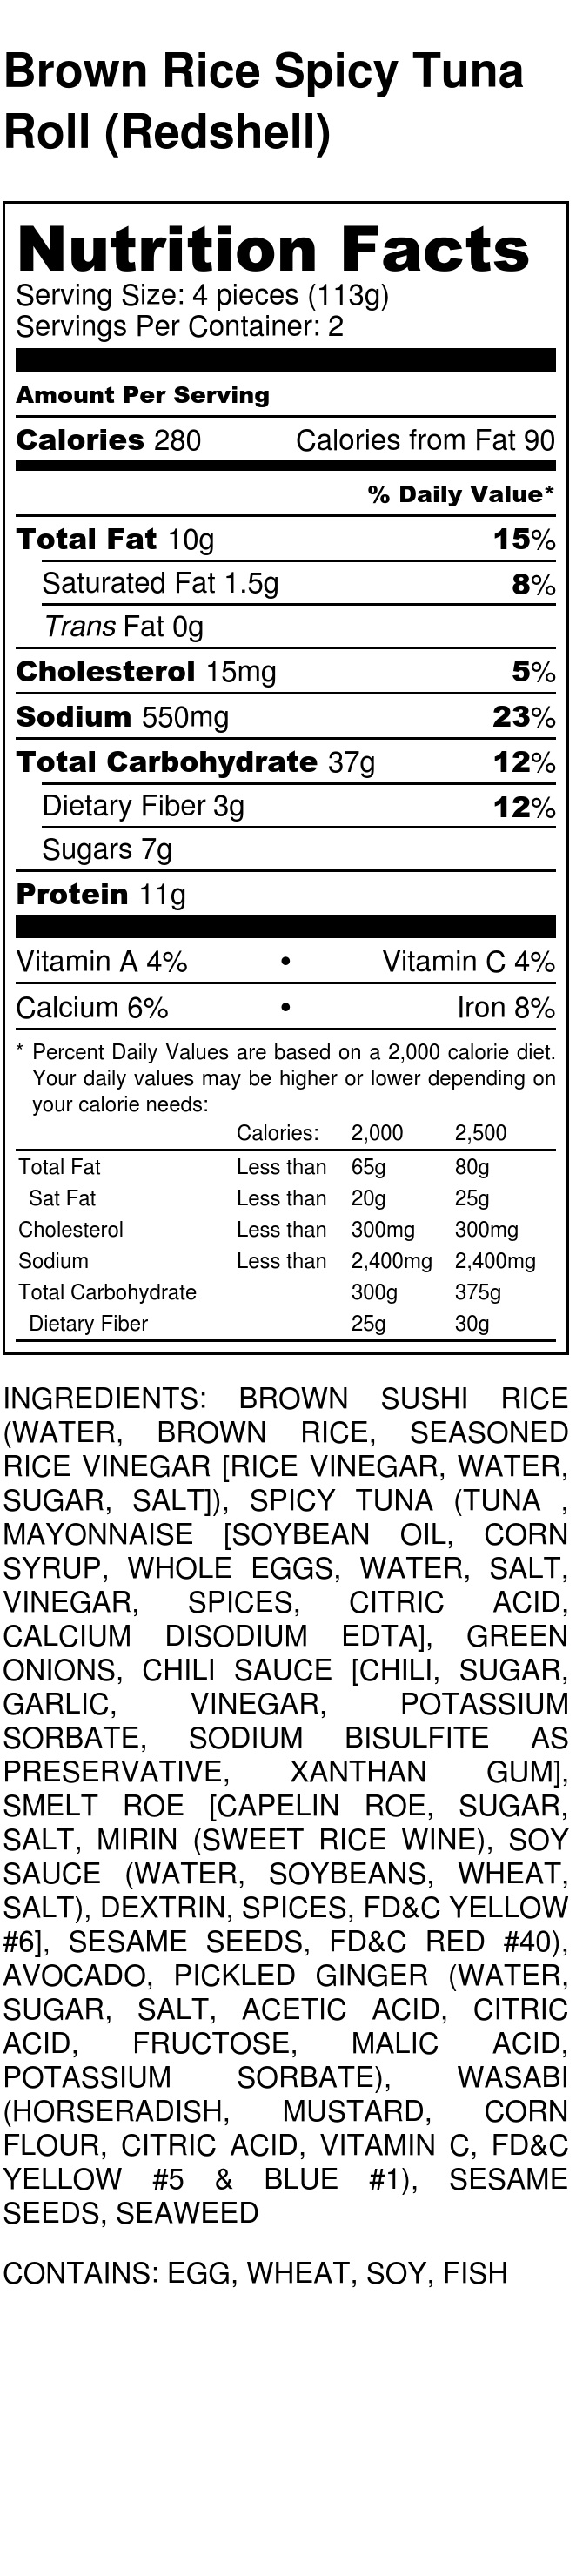 Brown Rice Spicy Tuna
Roll (Redshell)
Nutrition Facts
Serving Size: 4 pieces (113g)
Servings Per Container: 2
Amount Per Serving
Calories 280 Calories from Fat 90
% Daily Value*
Total Fat 10g 15%
Saturated Fat 1.5g 8%
Trans Fat 0g
Cholesterol 15mg 5%
Sodium 550mg 23%
Total Carbohydrate 37g 12%
Dietary Fiber 3g 12%
Sugars 7g
Protein 11g
Vitamin A 4% • Vitamin C 4%
Calcium 6% • Iron 8%
* Percent Daily Values are based on a 2,000 calorie diet.
Your daily values may be higher or lower depending on
your calorie needs:
Calories: 2,000 2,500
Total Fat Less than 65g 80g
Sat Fat Less than 20g 25g
Cholesterol Less than 300mg 300mg
Sodium Less than 2,400mg 2,400mg
Total Carbohydrate 300g 375g
Dietary Fiber 25g 30g
INGREDIENTS: BROWN SUSHI RICE
(WATER, BROWN RICE, SEASONED
RICE VINEGAR [RICE VINEGAR, WATER,
SUGAR, SALT]), SPICY TUNA (TUNA ,
MAYONNAISE [SOYBEAN OIL, CORN
SYRUP, WHOLE EGGS, WATER, SALT,
VINEGAR, SPICES, CITRIC ACID,
CALCIUM DISODIUM EDTA], GREEN
ONIONS, CHILI SAUCE [CHILI, SUGAR,
GARLIC, VINEGAR, POTASSIUM
SORBATE, SODIUM BISULFITE AS
PRESERVATIVE, XANTHAN GUM],
SMELT ROE [CAPELIN ROE, SUGAR,
SALT, MIRIN (SWEET RICE WINE), SOY
SAUCE (WATER, SOYBEANS, WHEAT,
SALT), DEXTRIN, SPICES, FD&C YELLOW
#6], SESAME SEEDS, FD&C RED #40),
AVOCADO, PICKLED GINGER (WATER,
SUGAR, SALT, ACETIC ACID, CITRIC
ACID, FRUCTOSE, MALIC ACID,
POTASSIUM SORBATE), WASABI
(HORSERADISH, MUSTARD, CORN
FLOUR, CITRIC ACID, VITAMIN C, FD&C
YELLOW #5 & BLUE #1), SESAME
SEEDS, SEAWEED
CONTAINS: EGG, WHEAT, SOY, FISH